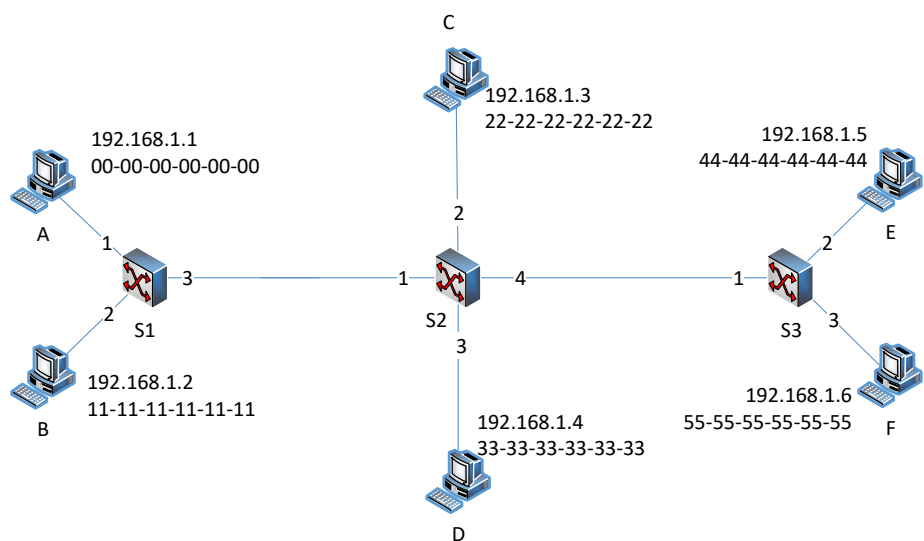 C
192.168.1.3
22-22-22-22-22-22
192.168.1.1
00-00-00-00-00-00
192.168.1.5
44-44-44-44-44-44
A
E
1
2
2
3
1
4
1
2
S1
S2
3
S3
3
192.168.1.2
11-11-11-11-11-11
B
192.168.1.6
55-55-55-55-55-55
F
192.168.1.4
33-33-33-33-33-33
D